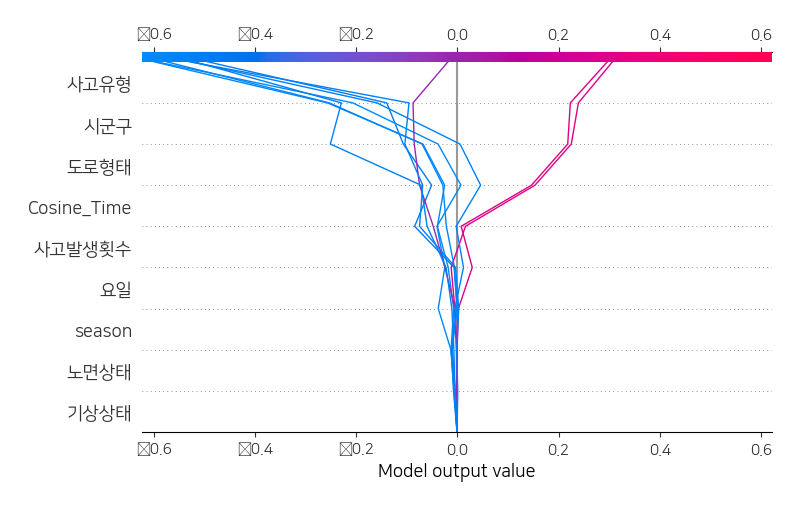 ☒0.6 ☒0.4 ☒0.2 0.0 0.2 0.4 0.6
사고유형
시군구
도로형태
Cosine_Time
사고발생횟수
요일
season
노면상태
기상상태
☒0.6 ☒0.4 ☒0.2 0.0 0.2 0.4 0.6
Model output value